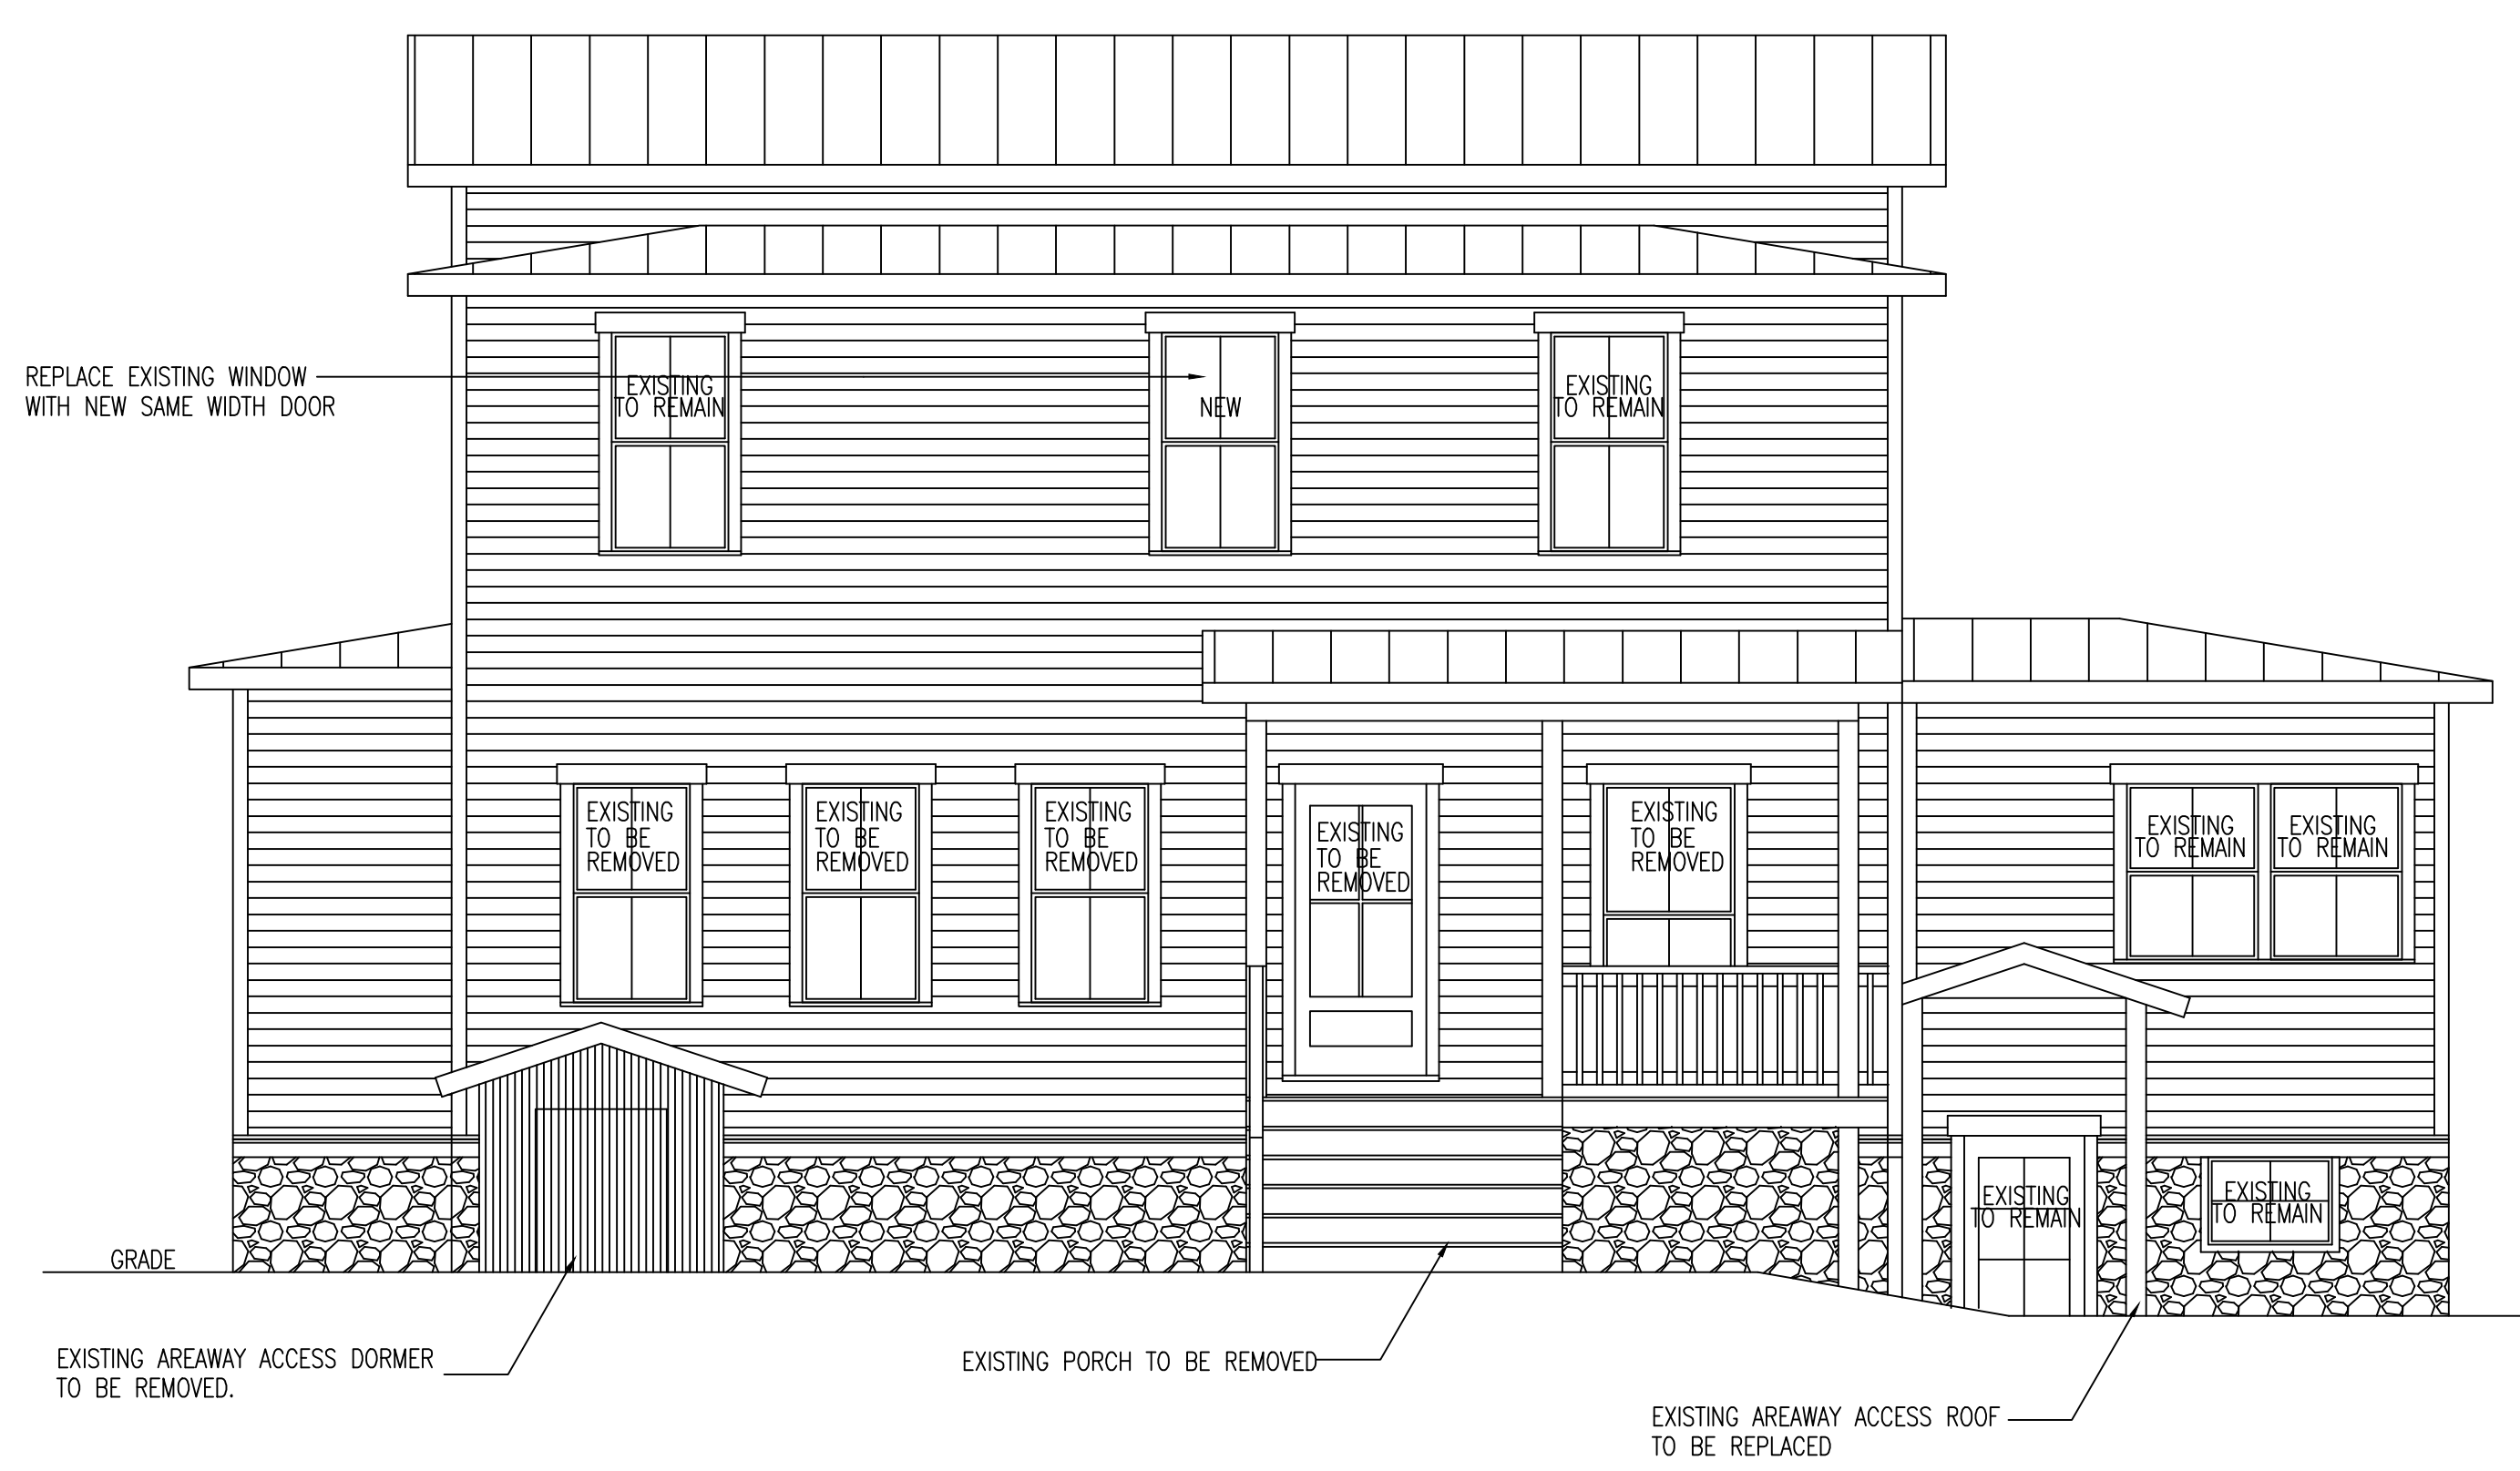 REPLACE EXISTING WINDOW
WITH NEW SAME WIDTH DOOR
EXISTING
TO REMAIN
NEW
EXISTING
TO REMAIN
EXISTING
TO BE
REMOVED
EXISTING
TO BE
REMOVED
EXISTING
TO BE
REMOVED
EXISTING
TO BE
REMOVED
EXISTING
TO BE
REMOVED
EXISTING
TO REMAIN
EXISTING
TO REMAIN
EXISTING
TO REMAIN
EXISTING
TO REMAIN
GRADE
EXISTING AREAWAY ACCESS DORMER
TO BE REMOVED.
EXISTING PORCH TO BE REMOVED
EXISTING AREAWAY ACCESS ROOF
TO BE REPLACED